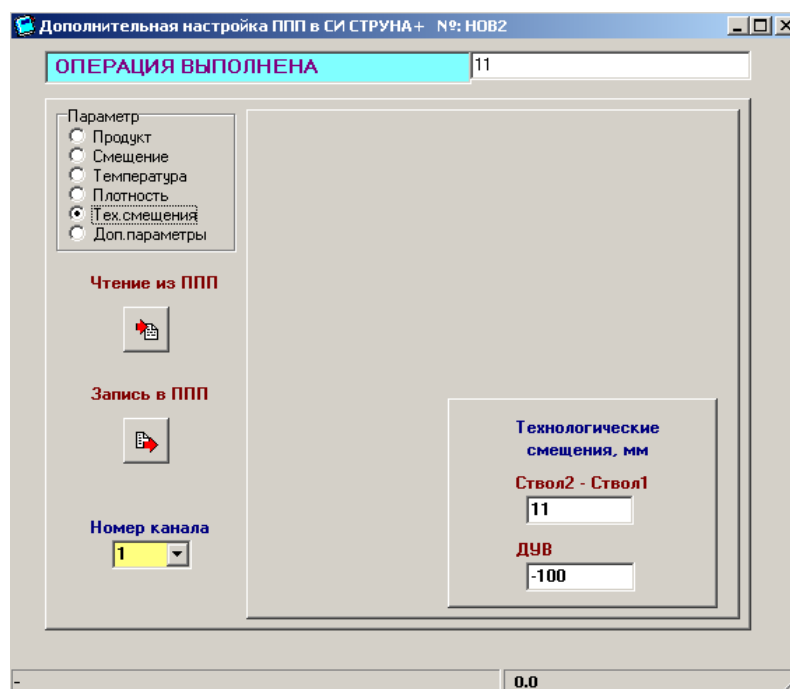 Дополнительная настройка ППП в СИ СТРУНА+ №: НОВ2
ОПЕРАЦИЯ ВЫПОЛНЕНА
11
Параметр
Продукт
Смещение
Температура
Плотность
Тех.смещения
Доп.параметры
Чтение из ППП
Запись в ППП
Номер канала
1
Технологические
смещения, мм
Ствол2 - Ствол1
11
ДУВ
-100
-
0.0